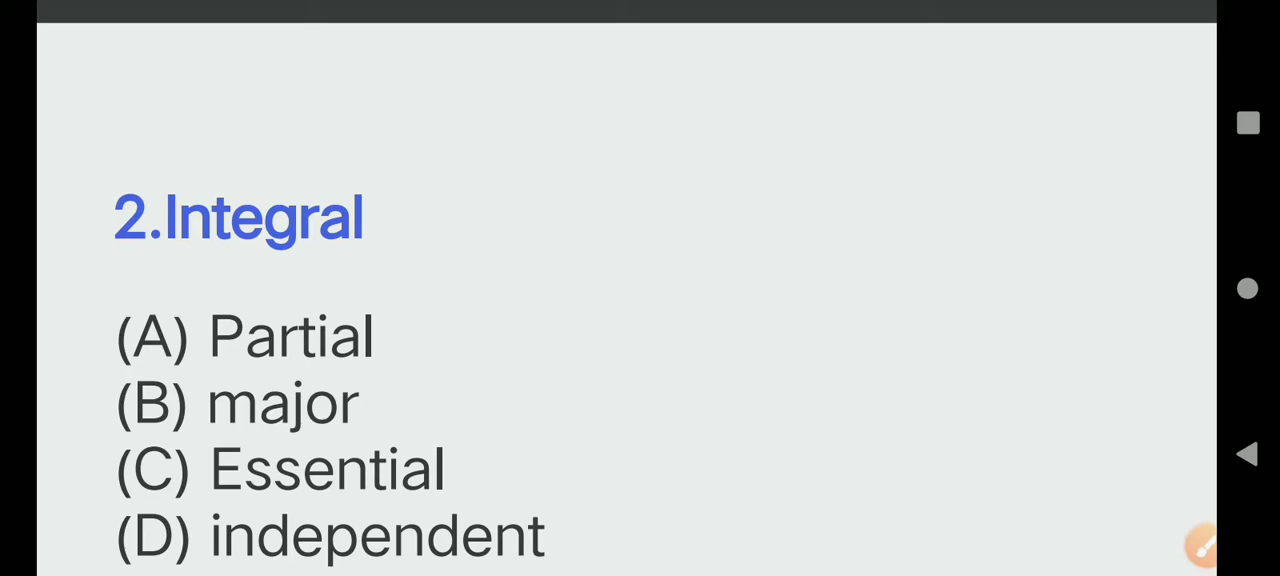 2.Integral
(A) Partial
(B) major
(C) Essential
(D) independent